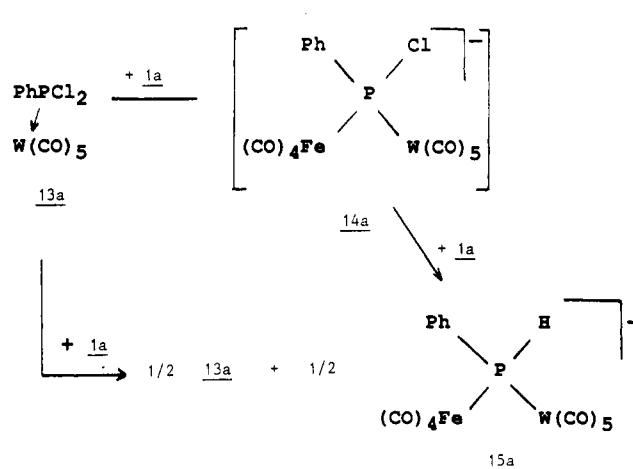 Ph Cl
+ 1a
PhPCl2
P
W(CO)5
(CO)4Fe W(CO)5
13a
14a
+ 1a
Ph H
+ 1a
1/2 13a + 1/2
P
(CO)4Fe W(CO)5
15a